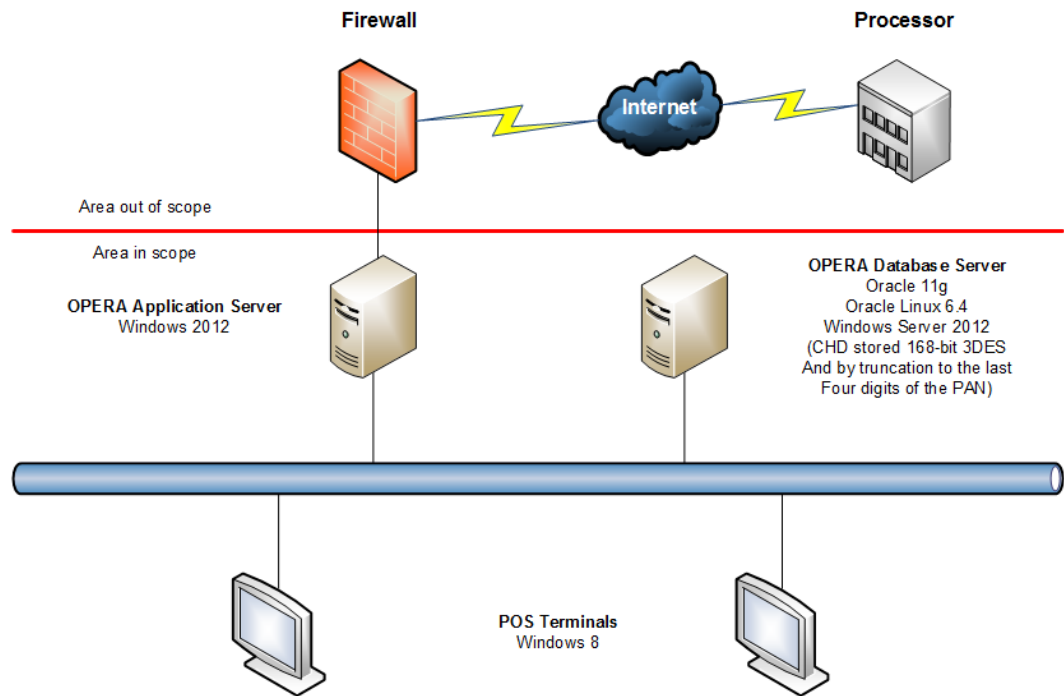 Firewall
Processor
Internet
Area out of scope
Area in scope
OPERA Application Server
Windows 2012
OPERA Database Server
Oracle 11g
Oracle Linux 6.4
Windows Server 2012
(CHD stored 168-bit 3DES
And by truncation to the last
Four digits of the PAN)
POS Terminals
Windows 8